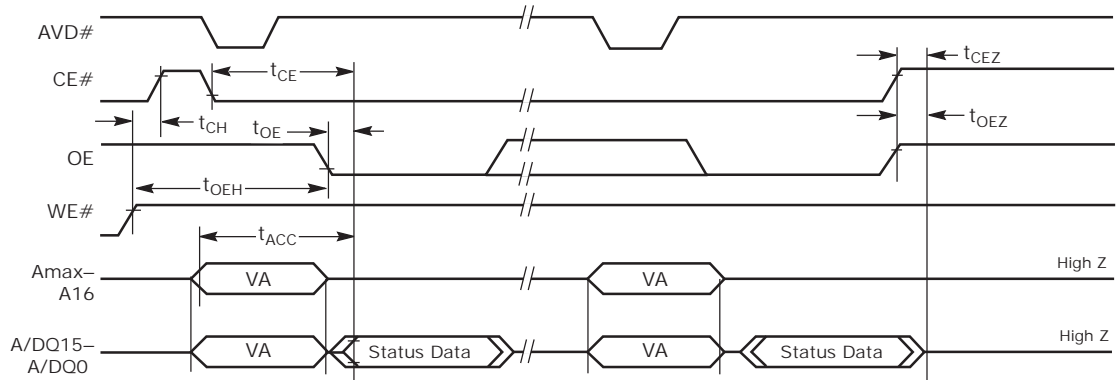 AVD#
CE#
tCE
tCEZ
tCH
tOE
tOEZ
OE
tOEH
WE#
tACC
Amax–
A16
VA
VA
High Z
A/DQ15–
A/DQ0
VA
Status Data
VA
Status Data
High Z